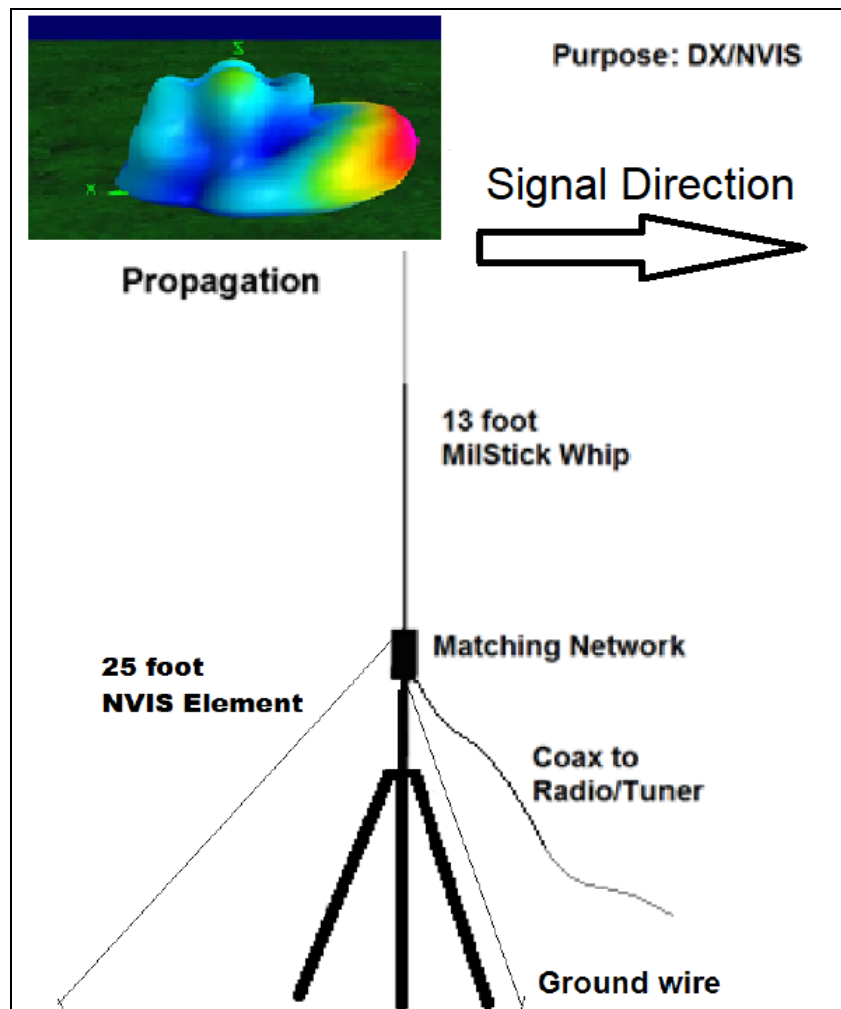 Z
Purpose: DX/NVIS
X
Signal Direction
Propagation
13 foot
MilStick Whip
Matching Network
25 foot
NVIS Element
Coax to
Radio/Tuner
Ground wire